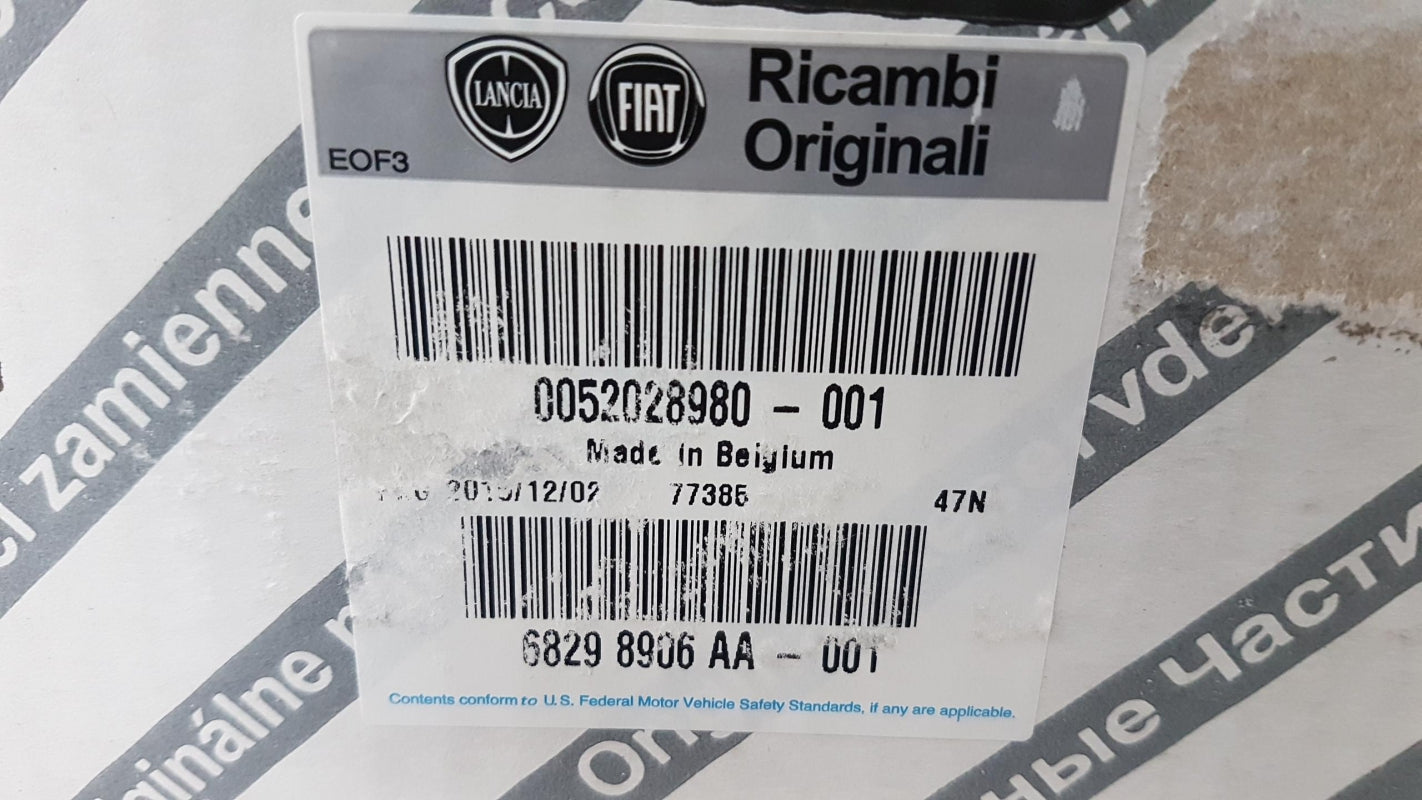 LANCIA
FIAT
Ricambi
Originali
EOF3
0052028980 - 001
Made in Belgium
77386
47N
6829 8906 AA - 001
Contents conform to U.S. Federal Motor Vehicle Safety Standards, if any are applicable.
zamienne
Части